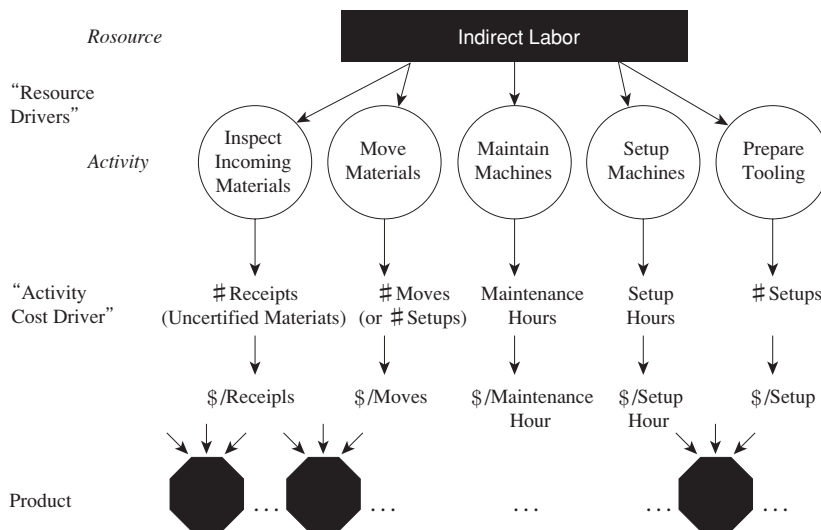 Rosource
Indirect Labor
“Resource
Drivers”
Activity
Inspect
Incoming
Materials
Move
Materials
Maintain
Machines
Setup
Machines
Prepare
Tooling
“Activity
Cost Driver”
#Receipts
(Uncertified Materiats)
#Moves
(or #Setups)
Maintenance
Hours
Setup
Hours
#Setups
$/Receipls
$/Moves
$/Maintenance
Hour
$/Setup
Hour
$/Setup
Product
... ... ... ... ...